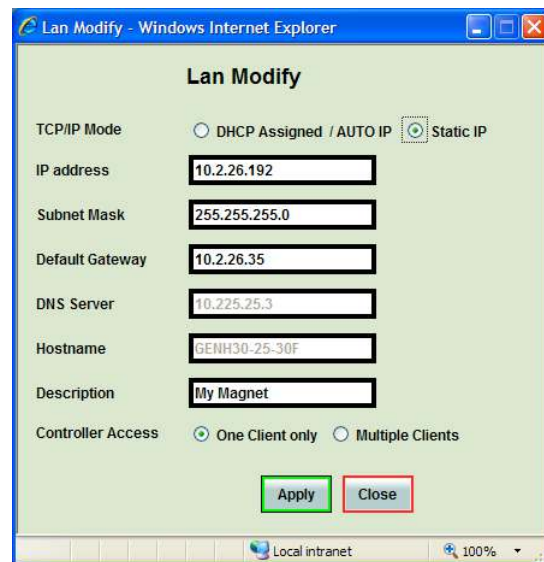 Lan Modify - Windows Internet Explorer
Lan Modify
TCP/IP Mode DHCP Assigned / AUTO IP Static IP
IP address 10.2.26.192
Subnet Mask 255.255.255.0
Default Gateway 10.2.26.35
DNS Server 10.225.25.3
Hostname GENH30-25-30F
Description My Magnet
Controller Access One Client only Multiple Clients
Apply Close
Local intranet 100%